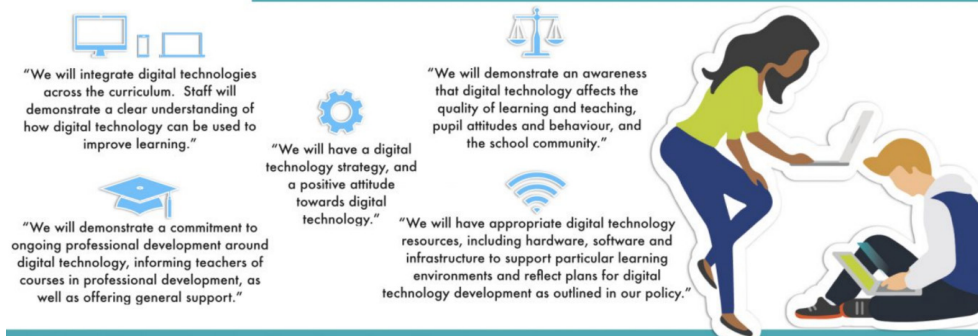 “We will integrate digital technologies
across the curriculum.  Staff will
demonstrate a clear understanding of
how digital technology can be used to
improve learning.”
“We will demonstrate a commitment to
ongoing professional development around
digital technology, informing teachers of
courses in professional development, as
well as offering general support.“
“We will have a digital
technology strategy, and
a positive attitude
towards digital
technology.”
“We will demonstrate an awareness
that digital technology affects the
quality of learning and teaching,
pupil attitudes and behaviour, and
the school community.”
“We will have appropriate digital technology
resources, including hardware, software and
infrastructure to support particular learning
environments and reflect plans for digital
technology development as outlined in our policy.”